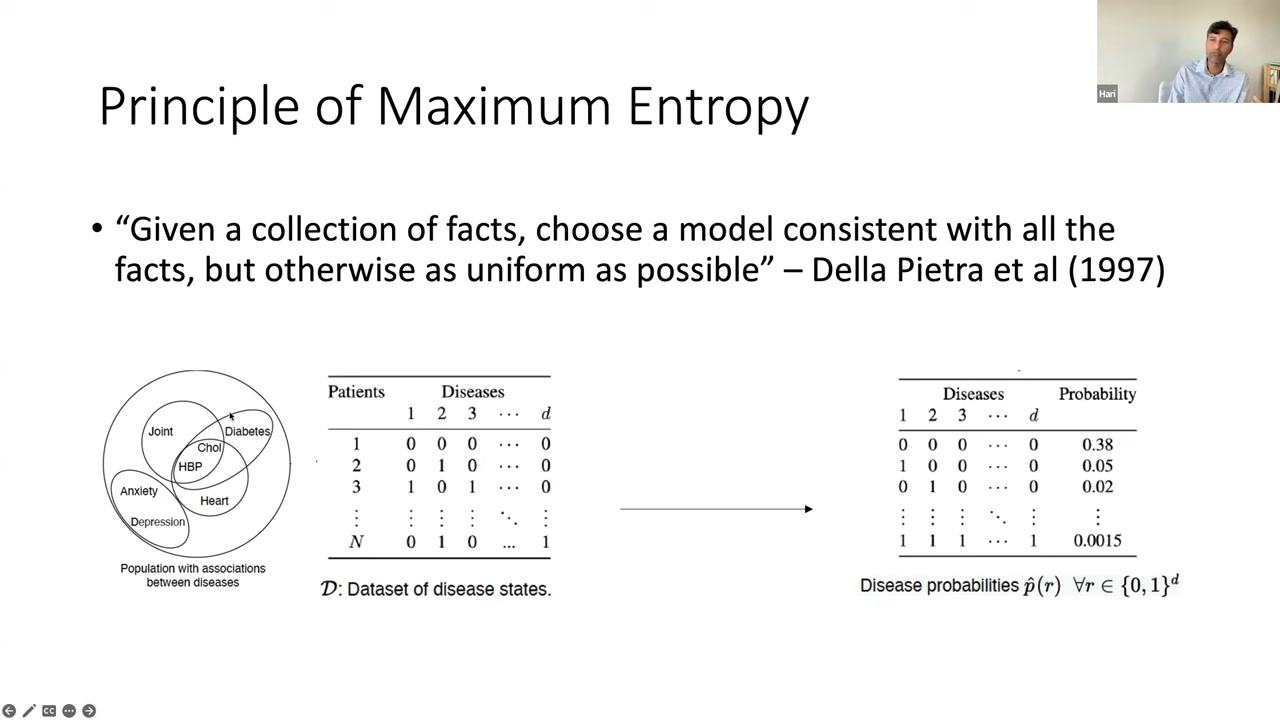 Hari
Principle of Maximum Entropy
• “Given a collection of facts, choose a model consistent with all the
facts, but otherwise as uniform as possible” – Della Pietra et al (1997)
Joint
Diabetes
Chol
HBP
Anxiety
Heart
Depression
Population with associations
between diseases
Patients Diseases
1 2 3 ⋯ d
1 0 0 0 ⋯ 0
2 0 1 0 ⋯ 0
3 1 0 1 ⋯ 0
⋮ ⋮ ⋮ ⋮ ⋱ ⋮
N 0 1 0 ... 1
𝒟: Dataset of disease states.
Diseases Probability
1 2 3 ⋯ d
0 0 0 ⋯ 0 0.38
1 0 0 ⋯ 0 0.05
0 1 0 ⋯ 0 0.02
⋮ ⋮ ⋮ ⋱ ⋮ ⋮
1 1 1 ⋯ 1 0.0015
Disease probabilities p̂(r) ∀r ∈ {0, 1}ᵈ
CC